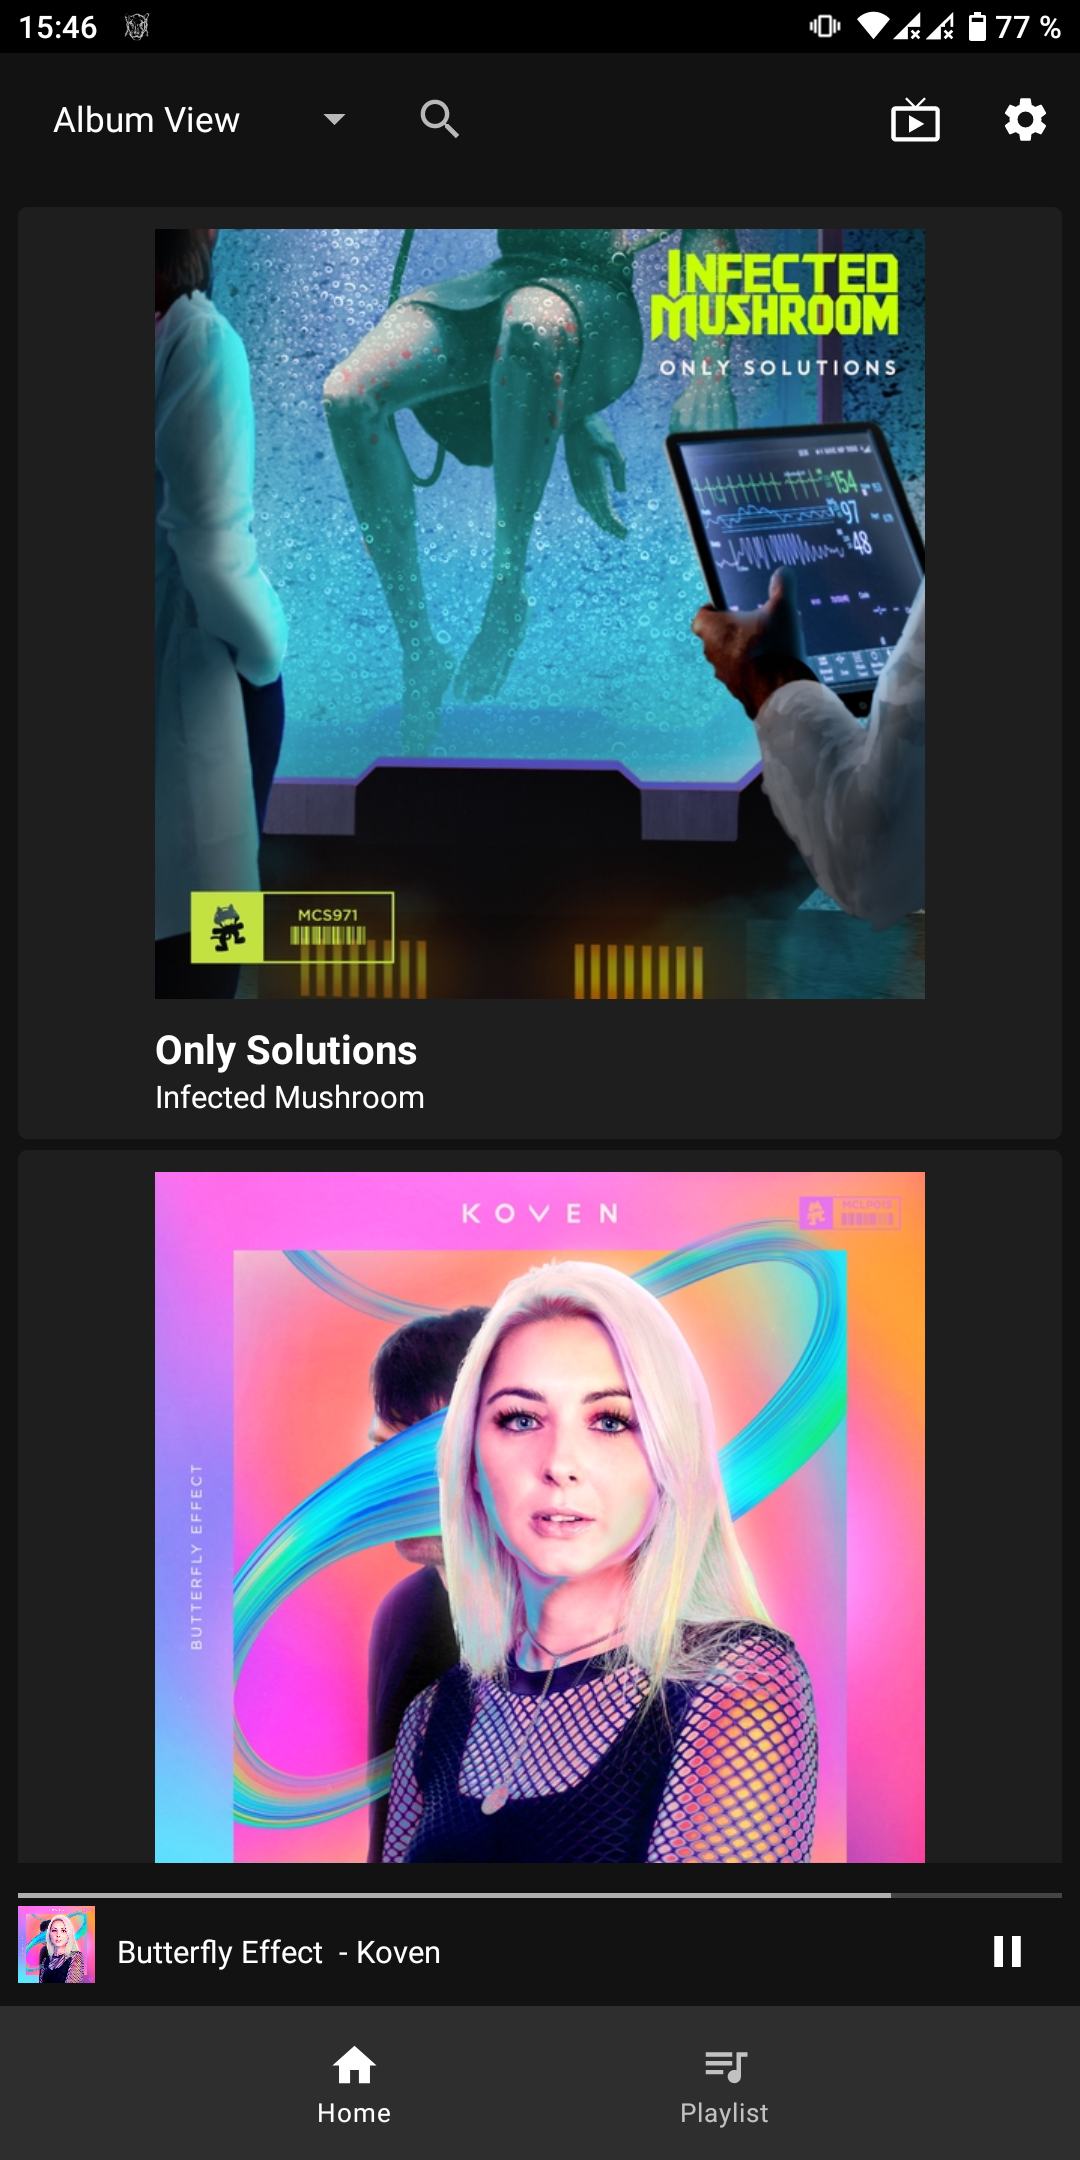 15:46
77 %
Album View
INFECTED
MUSHROOM
ONLY SOLUTIONS
154
97
48
MCS971
Only Solutions
Infected Mushroom
KOVEN
BUTTERFLY EFFECT
Butterfly Effect - Koven
Home
Playlist